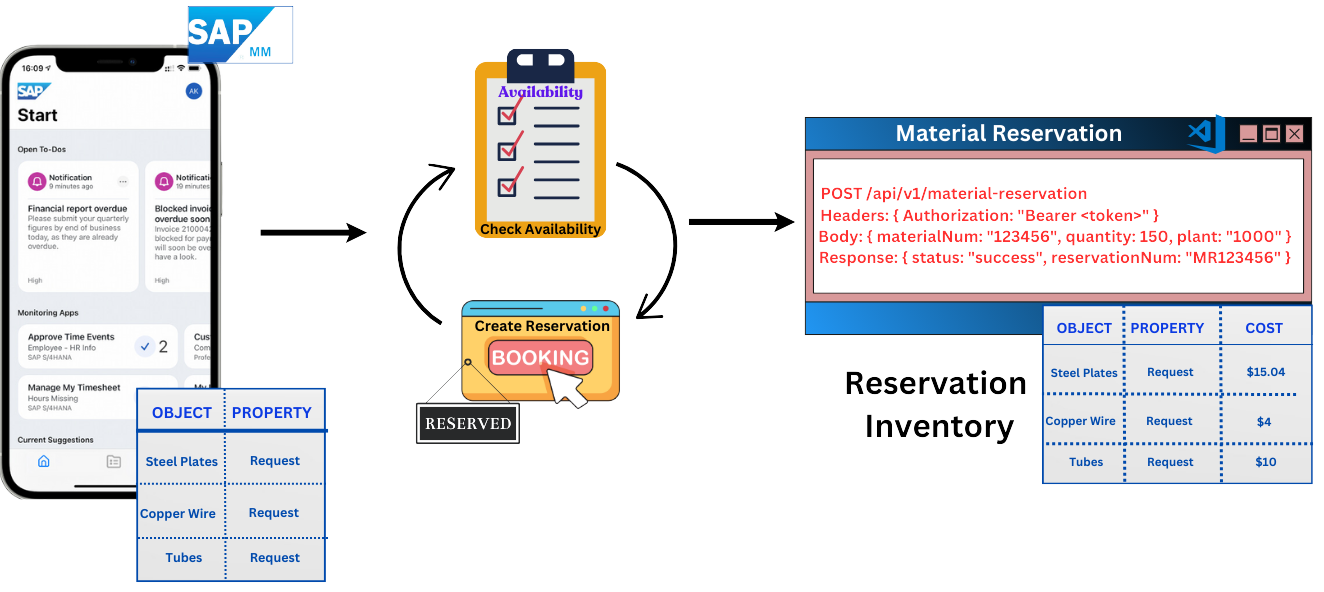 SAP
MM
16:09
SAP
AK
Start
Open To-Dos
Notification
9 minutes ago
...
Financial report overdue
Please submit your quarterly
figures by end of business
today, as they are already
overdue.
High
Notification
19 minutes
Blocked invoi
overdue soon
Invoice 2100042
blocked for pay
will soon be ove
have a look.
High
Monitoring Apps
Approve Time Events
Employee - HR Info
SAP S/4HANA
2
Cus
Com
Profe
Manage My Timesheet
Hours Missing
SAP S/4HANA
My
Current Suggestions
OBJECT PROPERTY
Steel Plates Request
Copper Wire Request
Tubes Request
Availability
Check Availability
Create Reservation
BOOKING
RESERVED
Material Reservation
POST /api/v1/material-reservation
Headers: { Authorization: "Bearer <token>" }
Body: { materialNum: "123456", quantity: 150, plant: "1000" }
Response: { status: "success", reservationNum: "MR123456" }
Reservation
Inventory
OBJECT PROPERTY COST
Steel Plates Request $15.04
Copper Wire Request $4
Tubes Request $10